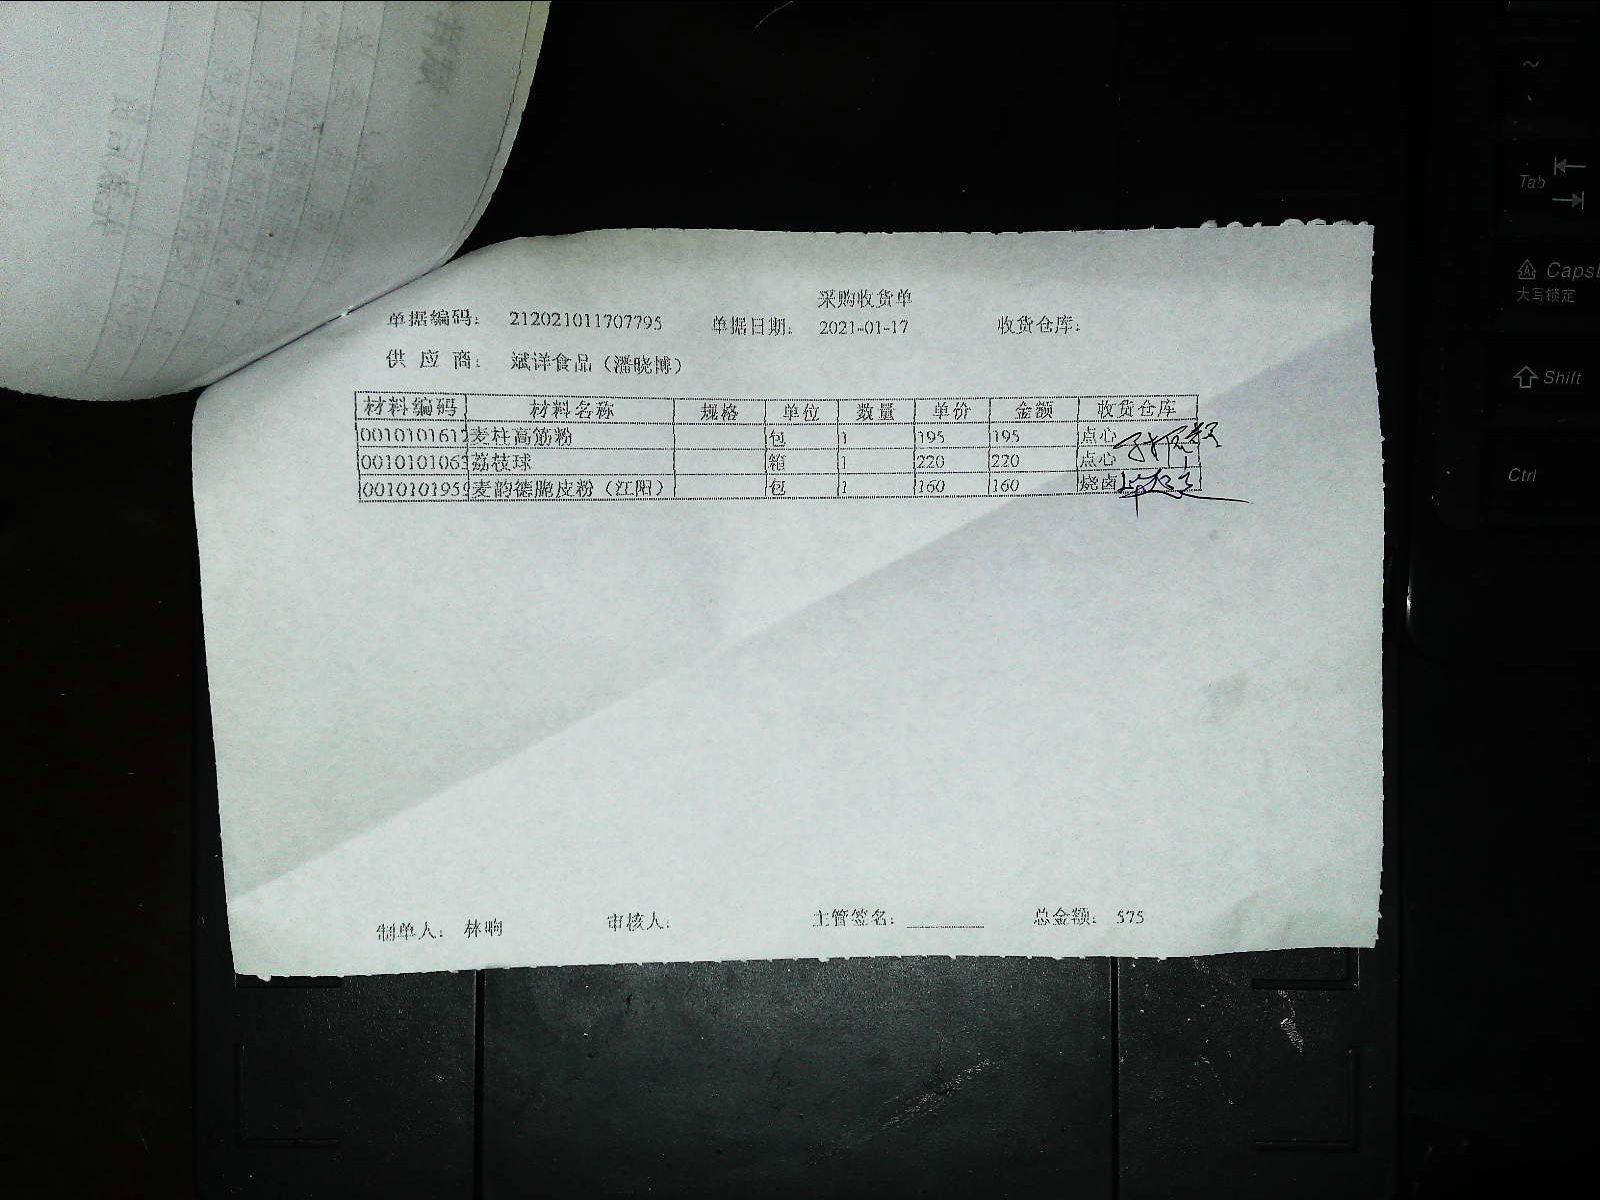 采购收货单
单据编码： 212021011707795 单据日期： 2021-01-17 收货仓库：
供 应 商： 斌详食品（潘晓博）
材料编码 材料名称 规格 单位 数量 单价 金额 收货仓库
0010101612 麦柱高筋粉 包 1 195 195 点心
0010101063 荔枝球 箱 1 220 220 点心
0010101959 麦韵德脆皮粉（江阳） 包 1 160 160 烧卤
制单人： 林晌 审核人： 主管签名： 总金额： 575
~
Tab
Caps
大写锁定
Shift
Ctrl